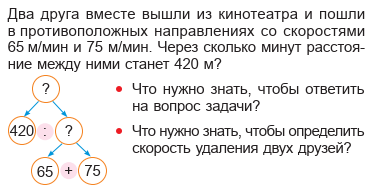 Два друга вместе вышли из кинотеатра и пошли
в противоположных направлениях со скоростями
65 м/мин и 75 м/мин. Через сколько минут расстоя-
ние между ними станет 420 м?
?
420 : ?
65 + 75
• Что нужно знать, чтобы ответить
на вопрос задачи?
• Что нужно знать, чтобы определить
скорость удаления двух друзей?